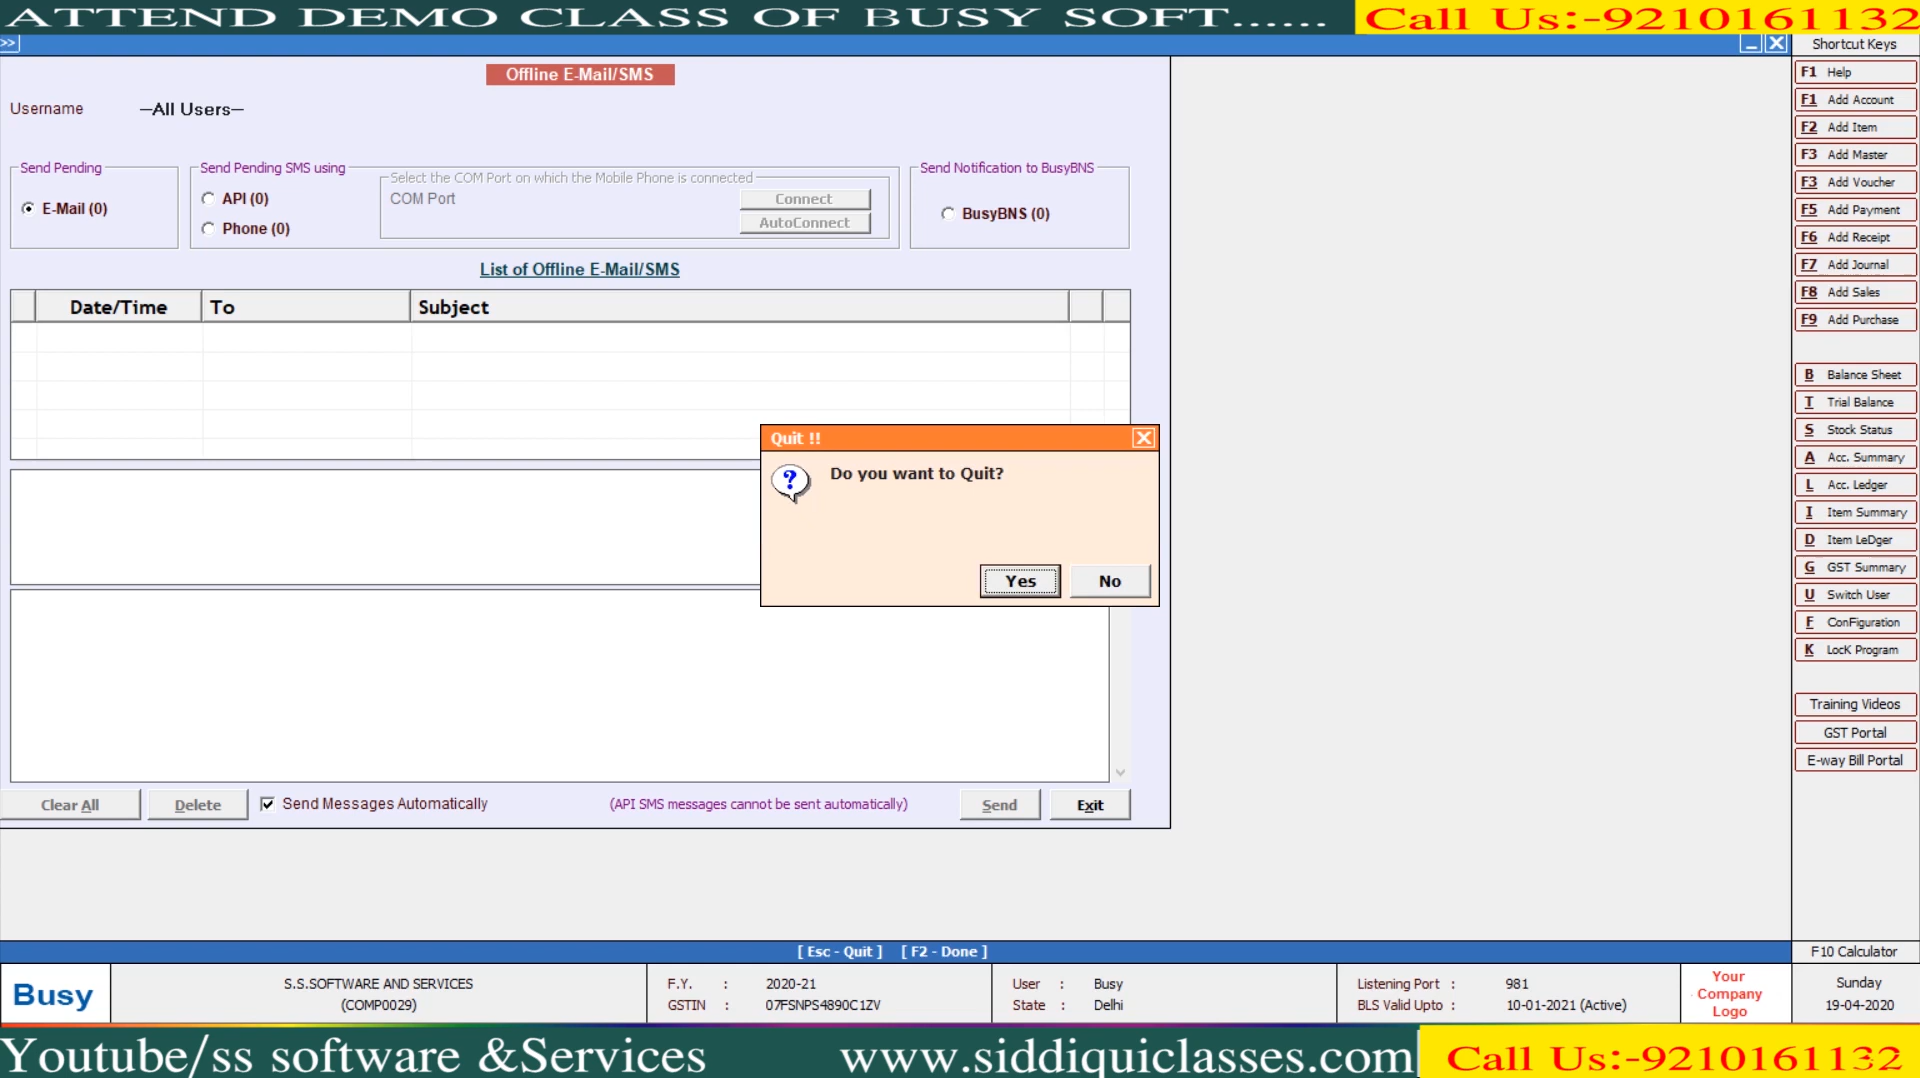 ATTEND DEMO CLASS OF BUSY SOFT......
Call Us:-9210161132
>>
Shortcut Keys
Offline E-Mail/SMS
Username —All Users—
Send Pending
E-Mail (0)
Send Pending SMS using
API (0)
Phone (0)
Select the COM Port on which the Mobile Phone is connected
COM Port
Connect
AutoConnect
Send Notification to BusyBNS
BusyBNS (0)
List of Offline E-Mail/SMS
Date/Time To Subject
Quit !!
?
Do you want to Quit?
Yes No
Clear All Delete Send Messages Automatically (API SMS messages cannot be sent automatically) Send Exit
F1 Help
F1 Add Account
F2 Add Item
F3 Add Master
F3 Add Voucher
F5 Add Payment
F6 Add Receipt
F7 Add Journal
F8 Add Sales
F9 Add Purchase
B Balance Sheet
T Trial Balance
S Stock Status
A Acc. Summary
L Acc. Ledger
I Item Summary
D Item LeDger
G GST Summary
U Switch User
F ConFiguration
K LocK Program
Training Videos
GST Portal
E-way Bill Portal
[ Esc - Quit ] [ F2 - Done ]
F10 Calculator
Busy
S.S.SOFTWARE AND SERVICES
(COMP0029)
F.Y. : 2020-21
GSTIN : 07FSNPS4890C1ZV
User : Busy
State : Delhi
Listening Port : 981
BLS Valid Upto : 10-01-2021 (Active)
Your
Company
Logo
Sunday
19-04-2020
Youtube/ss software &Services
www.siddiquiclasses.com
Call Us:-9210161132